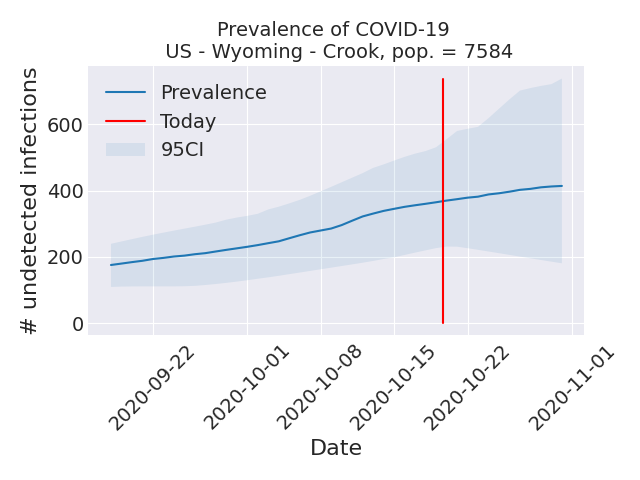 Prevalence of COVID-19
US - Wyoming - Crook, pop. = 7584
Prevalence
Today
95CI
# undetected infections
600
400
200
0
2020-09-22
2020-10-01
2020-10-08
2020-10-15
2020-10-22
2020-11-01
Date